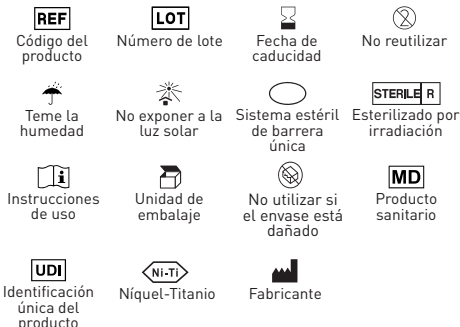 REF
LOT
Código del
producto
Número de lote
Fecha de
caducidad
No reutilizar
2
STERILE R
Teme la
humedad
No exponer a la
luz solar
Sistema estéril
de barrera
única
Esterilizado por
irradiación
i
MD
Instrucciones
de uso
Unidad de
embalaje
No utilizar si
el envase está
dañado
Producto
sanitario
UDI
Ni-Ti
Identificación
única del
producto
Níquel-Titanio
Fabricante